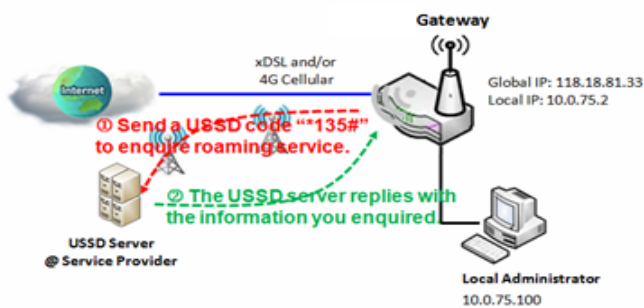 Gateway
xDSL and/or
4G Cellular
Internet
Global IP: 118.18.81.33
Local IP: 10.0.75.2
① Send a USSD code “*135#”
to enquire roaming service.
② The USSD server replies with
the information you enquired.
USSD Server
@ Service Provider
Local Administrator
10.0.75.100